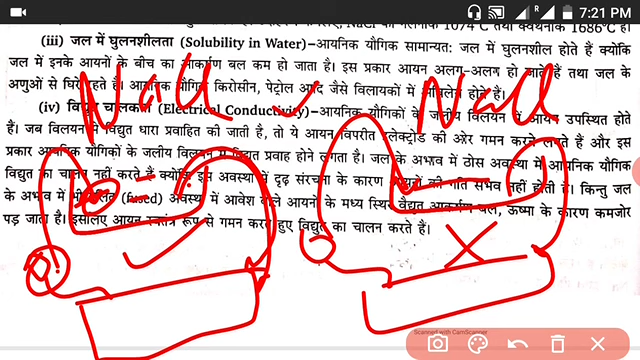 7:21 PM
NaCl का गलनांक 1074°C तथा क्वथनांक 1686°C है।
(iii) जल में घुलनशीलता (Solubility in Water)–आयनिक यौगिक सामान्यत: जल में घुलनशील होते हैं क्योंकि
जल में इनके आयनों के बीच का आकर्षण बल कम हो जाता है। इस प्रकार आयन अलग-अलग हो जाते हैं तथा जल के
अणुओं से घिरे रहते हैं। आयनिक यौगिक किरोसीन, पेट्रोल आदि जैसे विलायकों में होते हैं।
(iv) विद्युत चालकता (Electrical Conductivity)–आयनिक यौगिकों के जलीय विलयन में आयन उपस्थित होते
हैं। जब विलयन में विद्युत धारा प्रवाहित की जाती है, तो ये आयन विपरीत इलेक्ट्रोड की ओर गमन करने लगते हैं और इस
प्रकार आयनिक यौगिकों के जलीय विलयन में विद्युत प्रवाह होने लगता है। जल के अभाव में ठोस अवस्था में आयनिक यौगिक
विद्युत का चालन नहीं करते हैं क्योंकि इस अवस्था में दृढ़ संरचना के कारण आयनों की गति संभव नहीं होती है। किन्तु जल
के अभाव में भी (fused) अवस्था में आवेश वाले आयनों के मध्य स्थिर वैद्युत आकर्षण बल, ऊष्मा के कारण कमजोर
पड़ जाता है। इसलिए आयन स्वतंत्र रूप से गमन करते हुए विद्युत का चालन करते हैं।
NaCl NaCl
Scanned with CamScanner